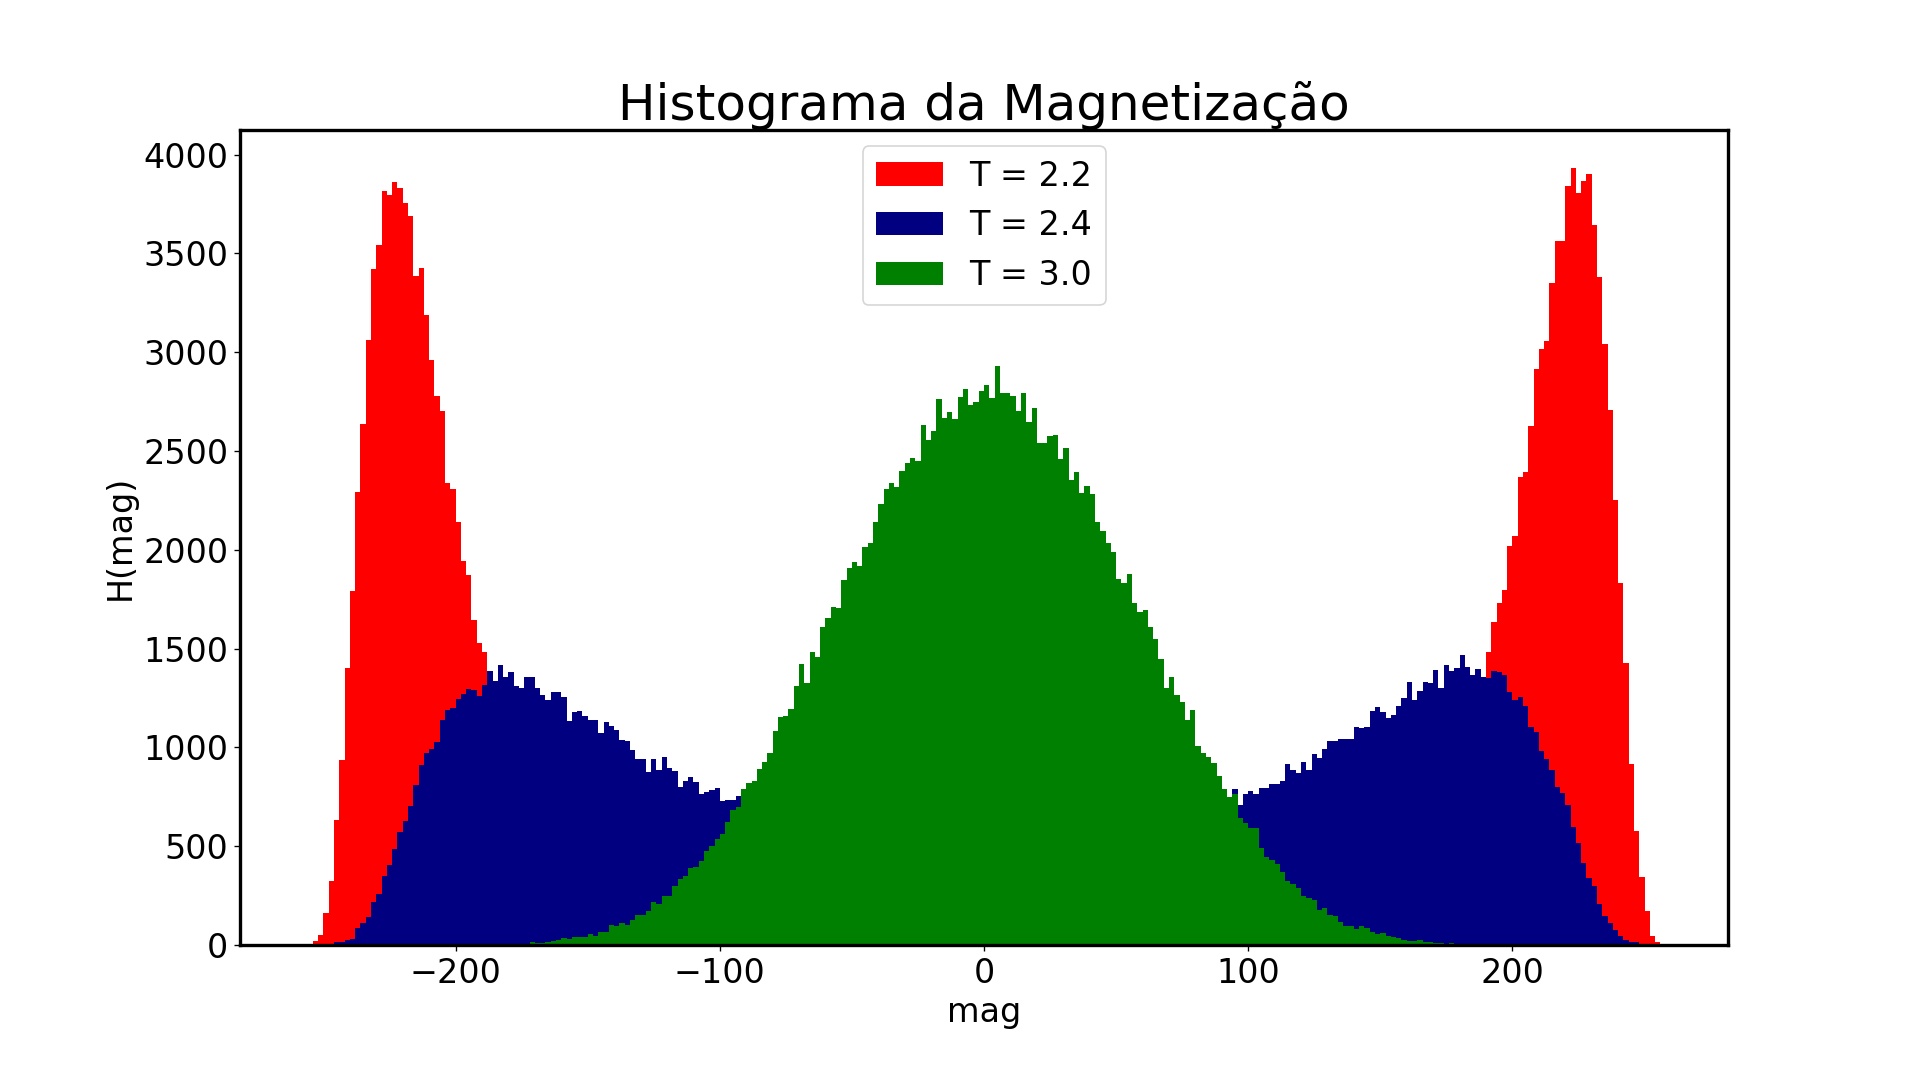 Histograma da Magnetização
T = 2.2
T = 2.4
T = 3.0
4000
3500
3000
2500
2000
1500
1000
500
0
H(mag)
−200
−100
0
100
200
mag